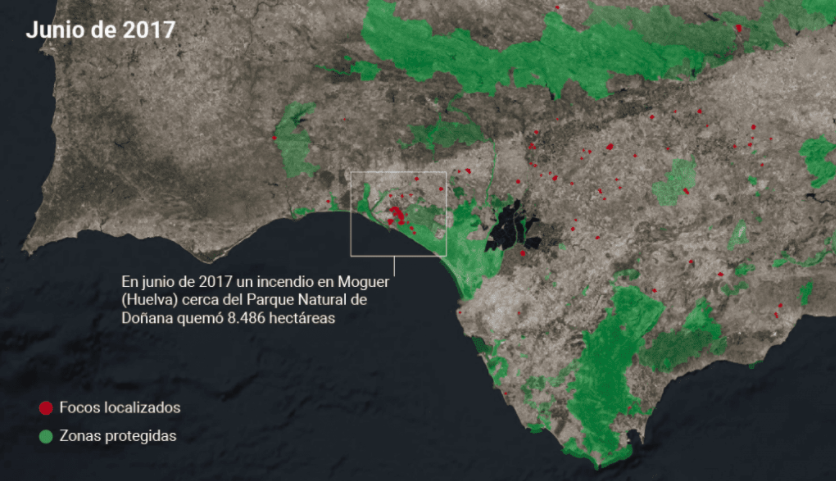 Junio de 2017
En junio de 2017 un incendio en Moguer
(Huelva) cerca del Parque Natural de
Doñana quemó 8.486 hectáreas
Focos localizados
Zonas protegidas